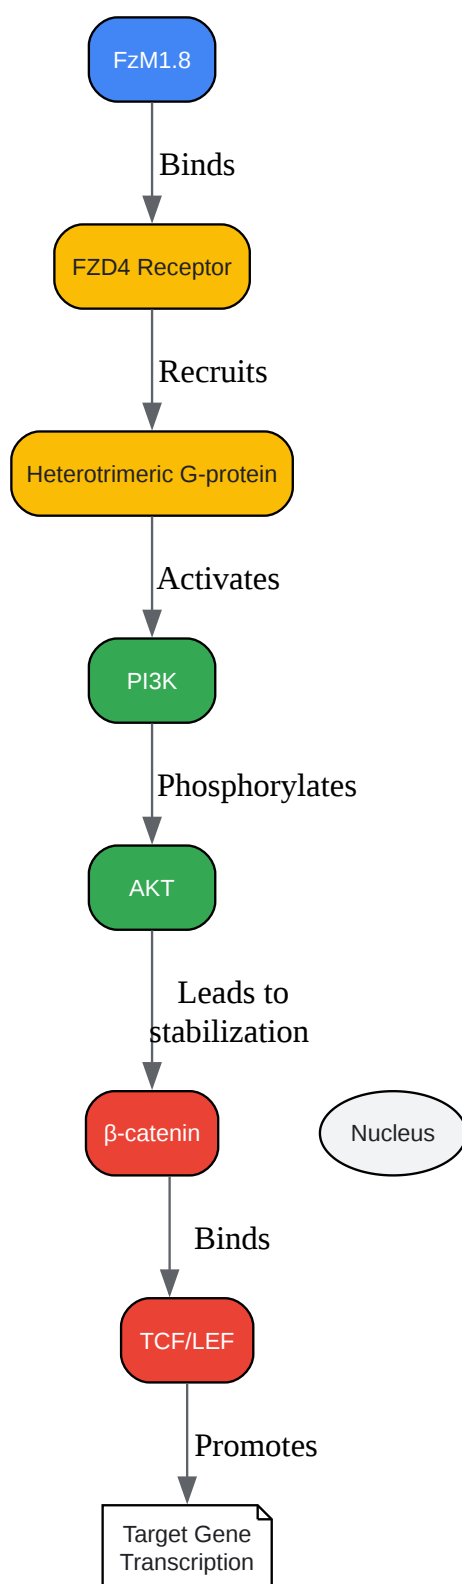 FzM1.8
Binds
FZD4 Receptor
Recruits
Heterotrimeric G-protein
Activates
PI3K
Phosphorylates
AKT
Leads to
stabilization
β-catenin
Nucleus
Binds
TCF/LEF
Promotes
Target Gene
Transcription